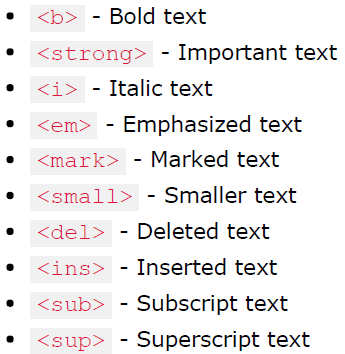 <b> - Bold text
<strong> - Important text
<i> - Italic text
<em> - Emphasized text
<mark> - Marked text
<small> - Smaller text
<del> - Deleted text
<ins> - Inserted text
<sub> - Subscript text
<sup> - Superscript text